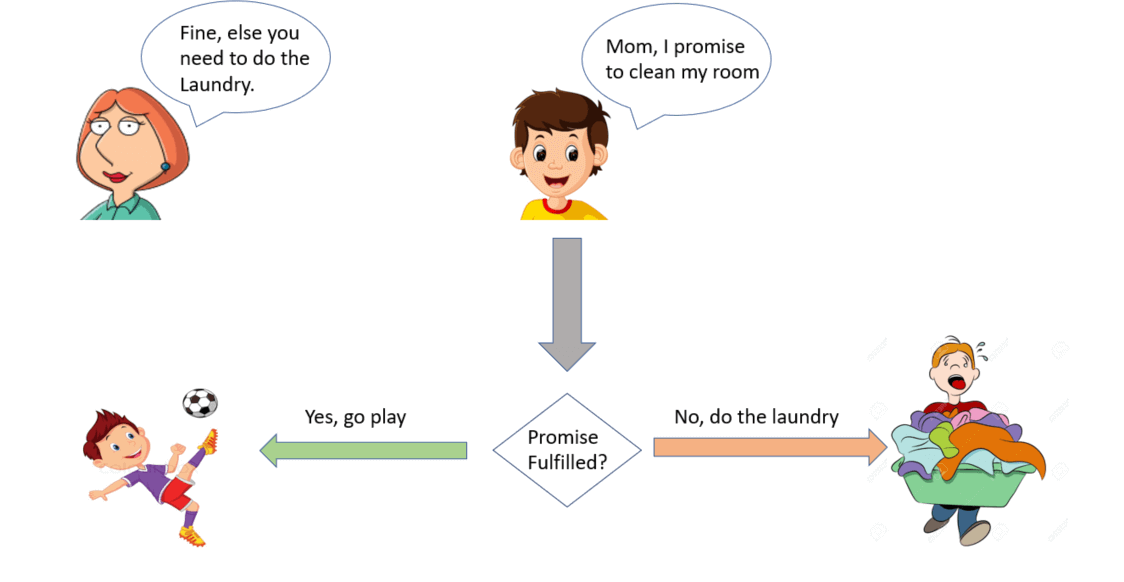 Fine, else you
need to do the
Laundry.
Mom, I promise
to clean my room
Yes, go play
Promise
Fulfilled?
No, do the laundry